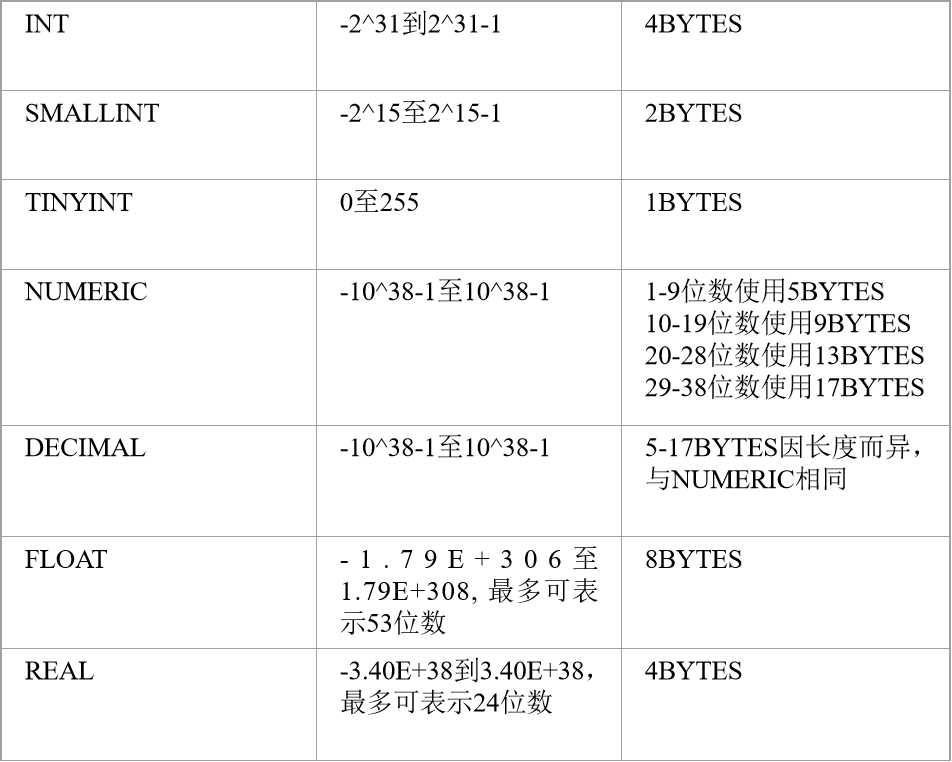 INT
-2^31到2^31-1
4BYTES
SMALLINT
-2^15至2^15-1
2BYTES
TINYINT
0至255
1BYTES
NUMERIC
-10^38-1至10^38-1
1-9位数使用5BYTES
10-19位数使用9BYTES
20-28位数使用13BYTES
29-38位数使用17BYTES
DECIMAL
-10^38-1至10^38-1
5-17BYTES因长度而异，
与NUMERIC相同
FLOAT
-1.79E+306至
1.79E+308, 最多可表
示53位数
8BYTES
REAL
-3.40E+38到3.40E+38，
最多可表示24位数
4BYTES